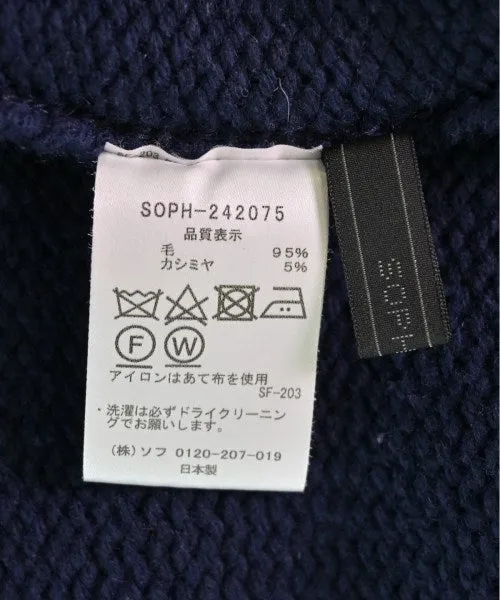 SOPH-242075
品質表示
毛 95%
カシミヤ 5%
F W
アイロンはあて布を使用
SF-203
・洗濯は必ずドライクリーニン
グでお願いします。
(株)ソフ 0120-207-019
日本製
SOPH